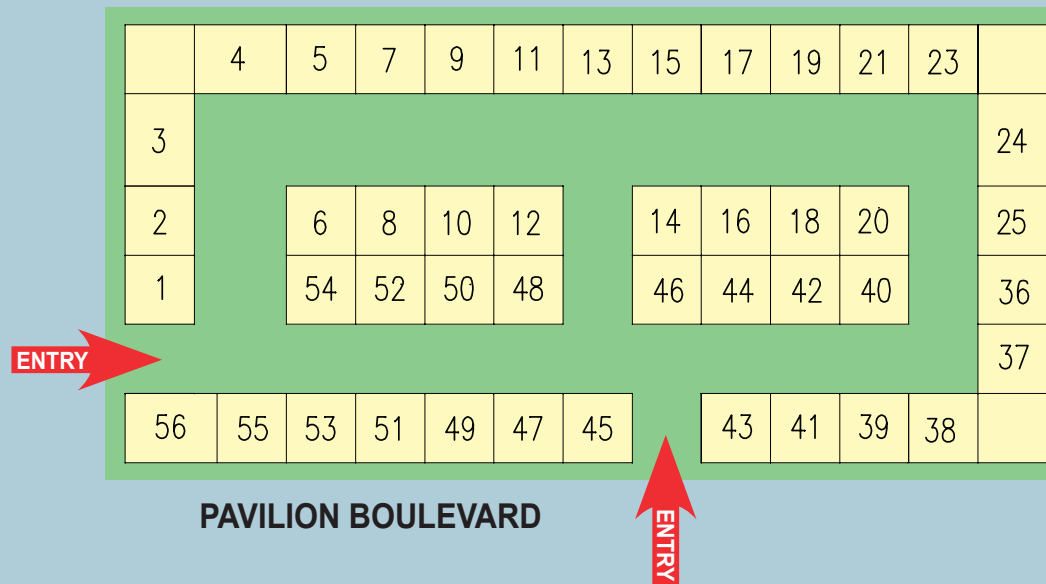 4 5 7 9 11 13 15 17 19 21 23
3 24
2 6 8 10 12 14 16 18 20 25
1 54 52 50 48 46 44 42 40 36
ENTRY 37
56 55 53 51 49 47 45 43 41 39 38
PAVILION BOULEVARD
ENTRY